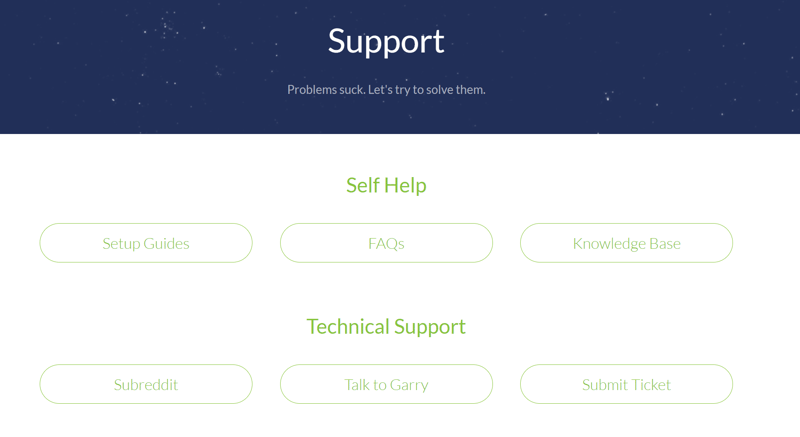 Support
Problems suck. Let's try to solve them.
Self Help
Setup Guides
FAQs
Knowledge Base
Technical Support
Subreddit
Talk to Garry
Submit Ticket